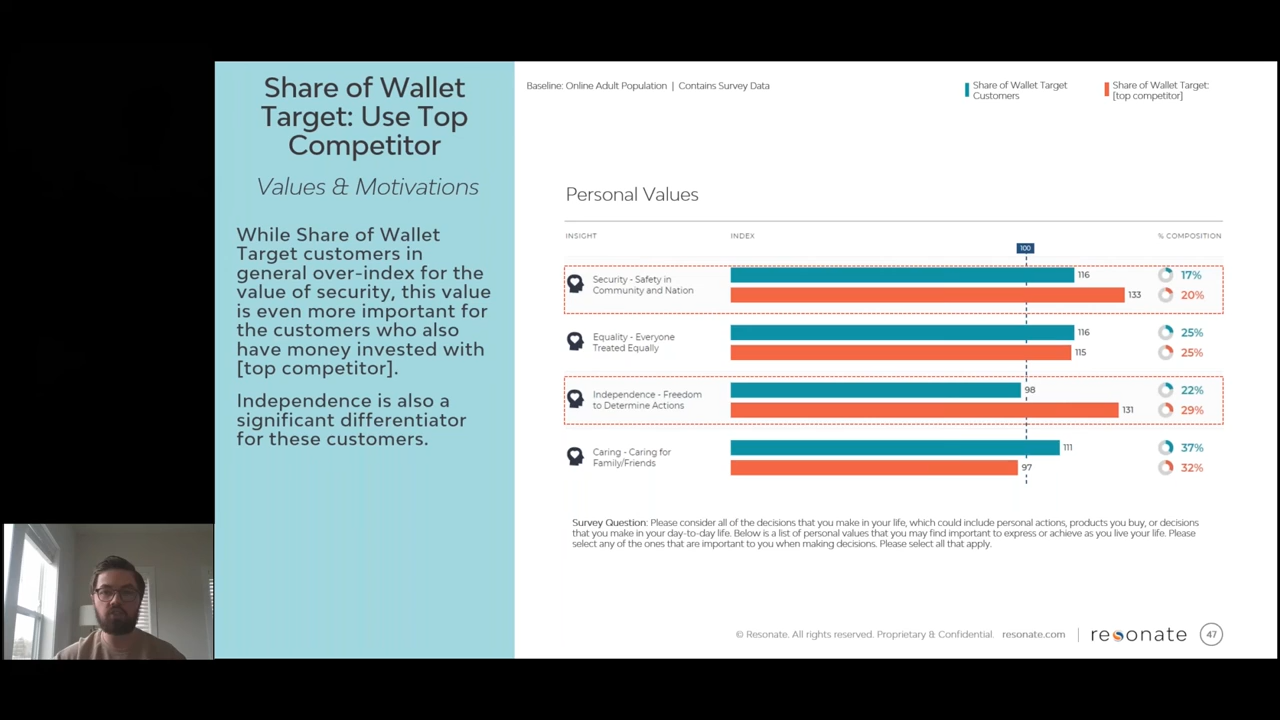 Share of Wallet
Target: Use Top
Competitor
Values & Motivations
While Share of Wallet
Target customers in
general over-index for the
value of security, this value
is even more important for
the customers who also
have money invested with
[top competitor].
Independence is also a
significant differentiator
for these customers.
Baseline: Online Adult Population | Contains Survey Data
Share of Wallet Target
Customers
Share of Wallet Target:
[top competitor]
Personal Values
INSIGHT INDEX % COMPOSITION
100
Security - Safety in
Community and Nation
116 17%
133 20%
Equality - Everyone
Treated Equally
116 25%
115 25%
Independence - Freedom
to Determine Actions
98 22%
131 29%
Caring - Caring for
Family/Friends
111 37%
97 32%
Survey Question: Please consider all of the decisions that you make in your life, which could include personal actions, products you buy, or decisions
that you make in your day-to-day life. Below is a list of personal values that you may find important to express or achieve as you live your life. Please
select any of the ones that are important to you when making decisions. Please select all that apply.
© Resonate. All rights reserved. Proprietary & Confidential. resonate.com | resonate 47